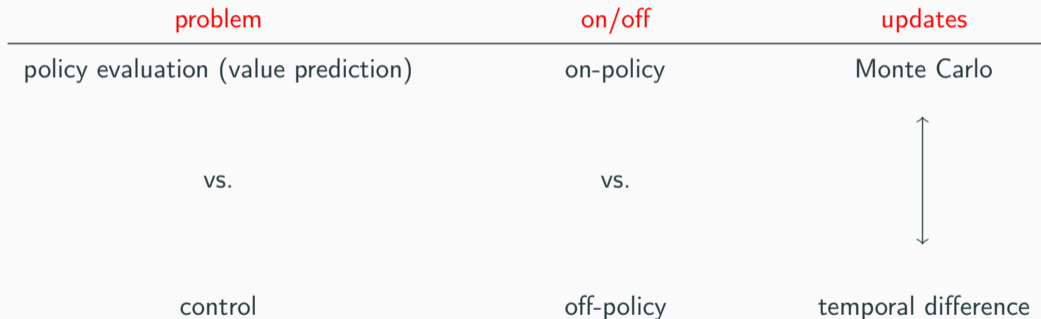 problem on/off updates
policy evaluation (value prediction) on-policy Monte Carlo
vs. vs.
control off-policy temporal difference